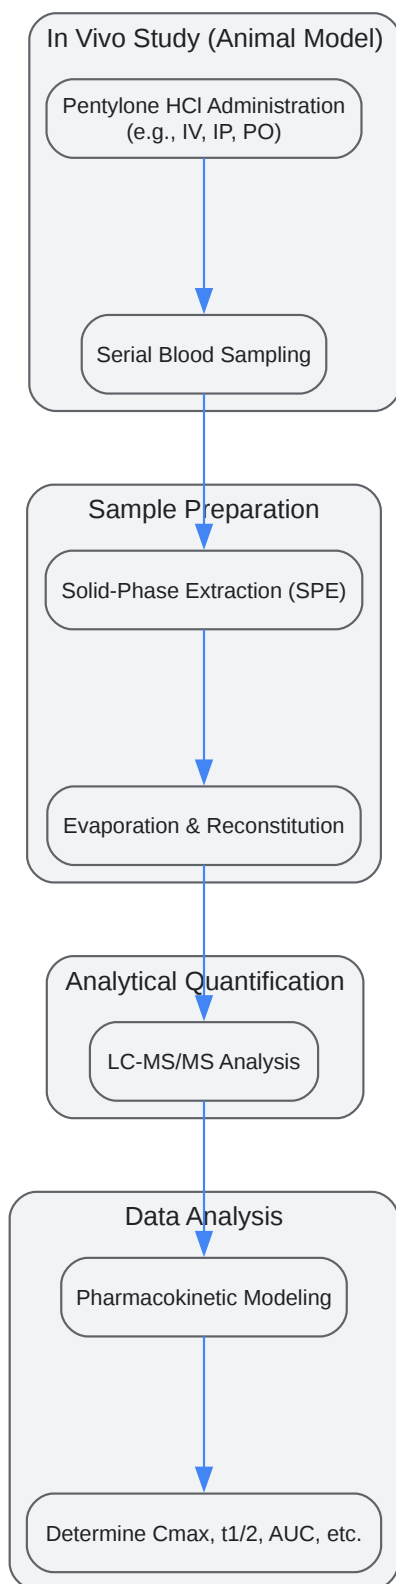 In Vivo Study (Animal Model)
Pentylone HCl Administration
(e.g., IV, IP, PO)
Serial Blood Sampling
Sample Preparation
Solid-Phase Extraction (SPE)
Evaporation & Reconstitution
Analytical Quantification
LC-MS/MS Analysis
Data Analysis
Pharmacokinetic Modeling
Determine Cmax, t1/2, AUC, etc.